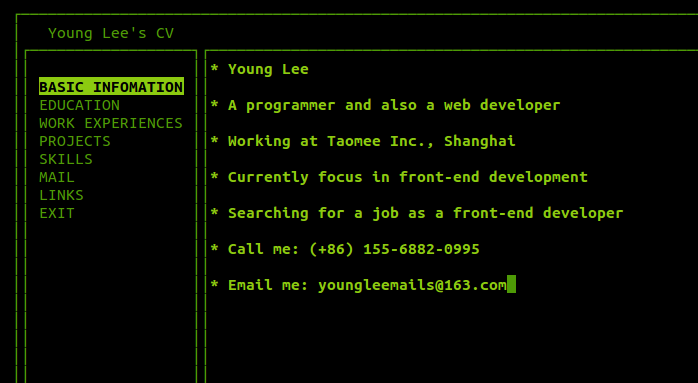 Young Lee's CV
BASIC INFOMATION
EDUCATION
WORK EXPERIENCES
PROJECTS
SKILLS
MAIL
LINKS
EXIT
* Young Lee
* A programmer and also a web developer
* Working at Taomee Inc., Shanghai
* Currently focus in front-end development
* Searching for a job as a front-end developer
* Call me: (+86) 155-6882-0995
* Email me: youngleemails@163.com